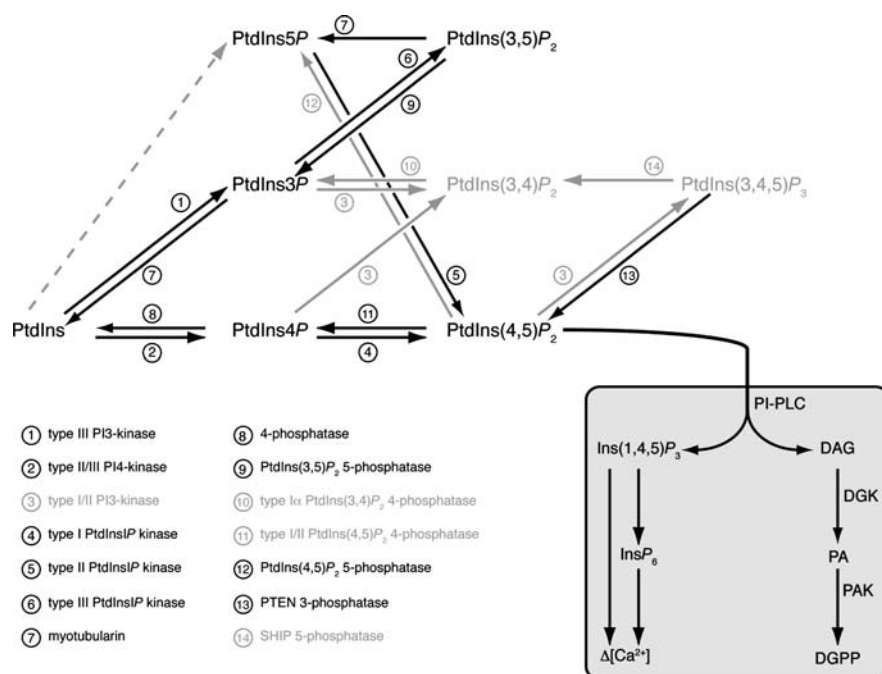 ⑦
PtdIns5P PtdIns(3,5)P2
⑥
⑫ ⑨
⑩
PtdIns3P PtdIns(3,4)P2 PtdIns(3,4,5)P3
⑭
① ③
③ ③
⑦ ⑤ ⑬
⑧ ⑪
PtdIns PtdIns4P PtdIns(4,5)P2
② ④
PI-PLC
Ins(1,4,5)P3 DAG
DGK
InsP6 PA
PAK
Δ[Ca2+] DGPP
① type III PI3-kinase
② type II/III PI4-kinase
③ type I/II PI3-kinase
④ type I PtdInsIP kinase
⑤ type II PtdInsIP kinase
⑥ type III PtdInsIP kinase
⑦ myotubularin
⑧ 4-phosphatase
⑨ PtdIns(3,5)P2 5-phosphatase
⑩ type Iα PtdIns(3,4)P2 4-phosphatase
⑪ type I/II PtdIns(4,5)P2 4-phosphatase
⑫ PtdIns(4,5)P2 5-phosphatase
⑬ PTEN 3-phosphatase
⑭ SHIP 5-phosphatase